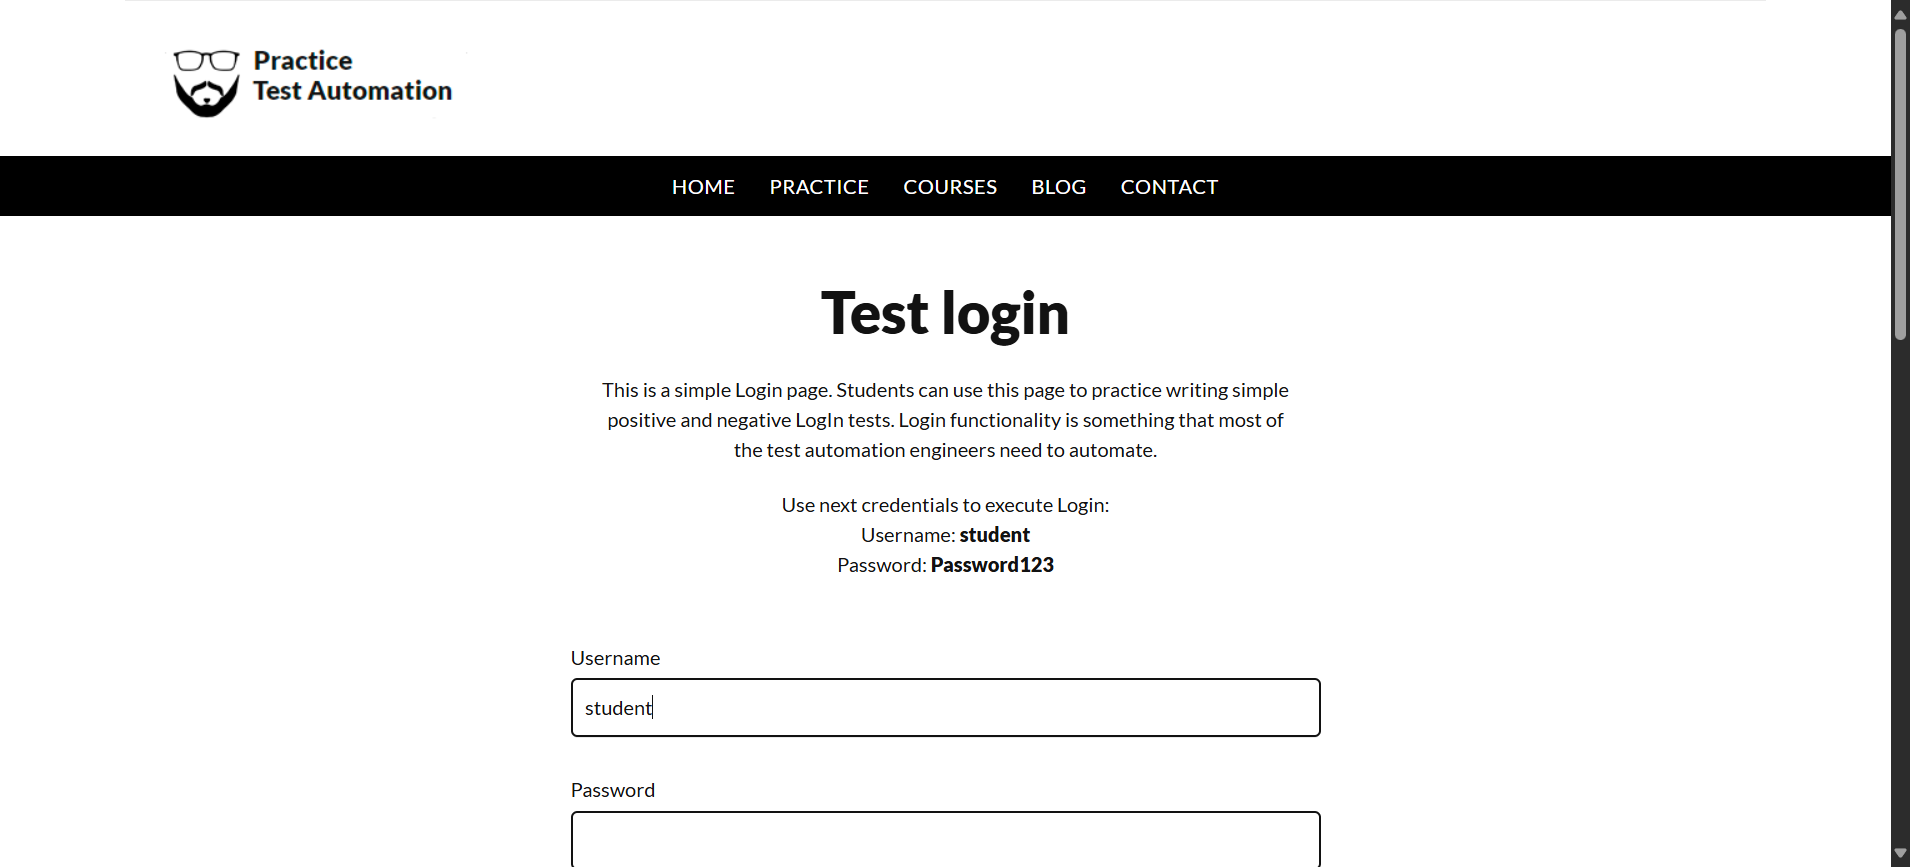 Practice
Test Automation
HOME PRACTICE COURSES BLOG CONTACT
Test login
This is a simple Login page. Students can use this page to practice writing simple
positive and negative LogIn tests. Login functionality is something that most of
the test automation engineers need to automate.
Use next credentials to execute Login:
Username: student
Password: Password123
Username
student
Password